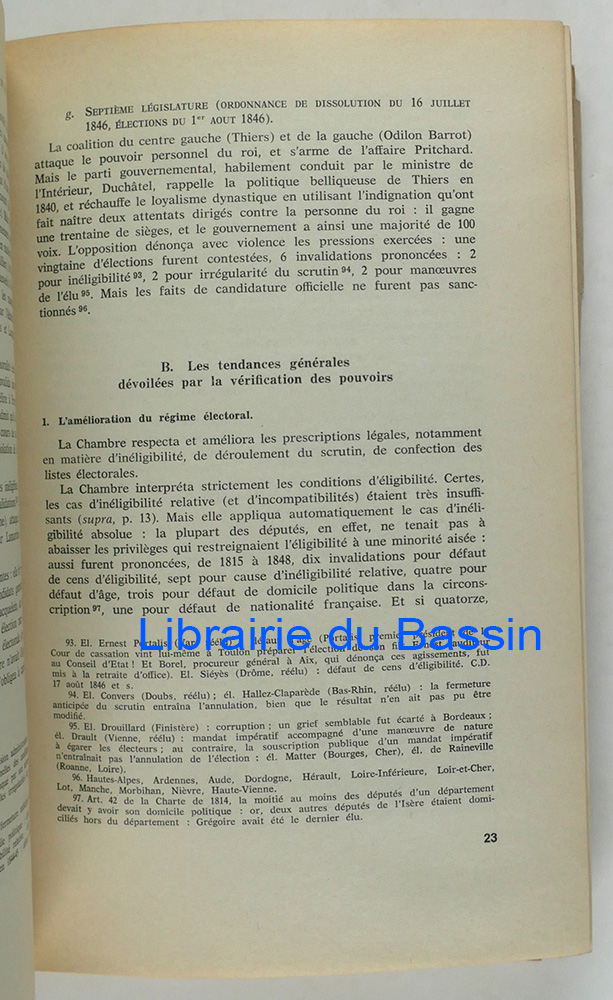 g. SEPTIÈME LÉGISLATURE (ORDONNANCE DE DISSOLUTION DU 16 JUILLET
1846, ÉLECTIONS DU 1er AOUT 1846).
La coalition du centre gauche (Thiers) et de la gauche (Odilon Barrot)
attaque le pouvoir personnel du roi, et s'arme de l'affaire Pritchard.
Mais le parti gouvernemental, habilement conduit par le ministre de
l'Intérieur, Duchâtel, rappelle la politique belliqueuse de Thiers en
1840, et réchauffe le loyalisme dynastique en utilisant l'indignation qu'ont
fait naître deux attentats dirigés contre la personne du roi : il gagne
une trentaine de sièges, et le gouvernement a ainsi une majorité de 100
voix. L'opposition dénonça avec violence les pressions exercées : une
vingtaine d'élections furent contestées, 6 invalidations prononcées : 2
pour inéligibilité 93, 2 pour irrégularité du scrutin 94, 2 pour manœuvres
de l'élu 95. Mais les faits de candidature officielle ne furent pas sanc-
tionnés 96.
B. Les tendances générales
dévoilées par la vérification des pouvoirs
1. L'amélioration du régime électoral.
La Chambre respecta et améliora les prescriptions légales, notamment
en matière d'inéligibilité, de déroulement du scrutin, de confection des
listes électorales.
La Chambre interpréta strictement les conditions d'éligibilité. Certes,
les cas d'inéligibilité relative (et d'incompatibilités) étaient très insuffi-
sants (supra, p. 13). Mais elle appliqua automatiquement le cas d'inéli-
gibilité absolue : la plupart des députés, en effet, ne tenait pas à
abaisser les privilèges qui restreignaient l'éligibilité à une minorité aisée :
aussi furent prononcées, de 1815 à 1848, dix invalidations pour défaut
de cens d'éligibilité, sept pour cause d'inéligibilité relative, quatre pour
défaut d'âge, trois pour défaut de domicile politique dans la circons-
cription 97, une pour défaut de nationalité française. Et si quatorze,
Librairie du Bassin
93. El. Ernest Portalis (Var, réélu) : défaut d'âge (Portalis, premier Président de la
Cour de cassation vint lui-même à Toulon préparer l'élection de son fils Ernest, auditeur
au Conseil d'Etat ! Et Borel, procureur général à Aix, qui dénonça ces agissements, fut
mis à la retraite d'office). El. Siéyès (Drôme, réélu) : défaut de cens d'éligibilité. C.D.
17 août 1846 et s.
94. El. Convers (Doubs, réélu) ; él. Hallez-Claparède (Bas-Rhin, réélu) : la fermeture
anticipée du scrutin entraîna l'annulation, bien que le résultat n'en ait pas pu être
modifié.
95. El. Drouillard (Finistère) : corruption ; un grief semblable fut écarté à Bordeaux ;
él. Drault (Vienne, réélu) : mandat impératif accompagné d'une manœuvre de nature
à égarer les électeurs ; au contraire, la souscription publique d'un mandat impératif
n'entraînait pas l'annulation de l'élection : él. Matter (Bourges, Cher), él. de Raineville
(Roanne, Loire).
96. Hautes-Alpes, Ardennes, Aude, Dordogne, Hérault, Loire-Inférieure, Loir-et-Cher,
Lot, Manche, Morbihan, Nièvre, Haute-Vienne.
97. Art. 42 de la Charte de 1814, la moitié au moins des députés d'un département
devait y avoir son domicile politique : or, deux autres députés de l'Isère étaient domi-
ciliés hors du département : Grégoire avait été le dernier élu.
23